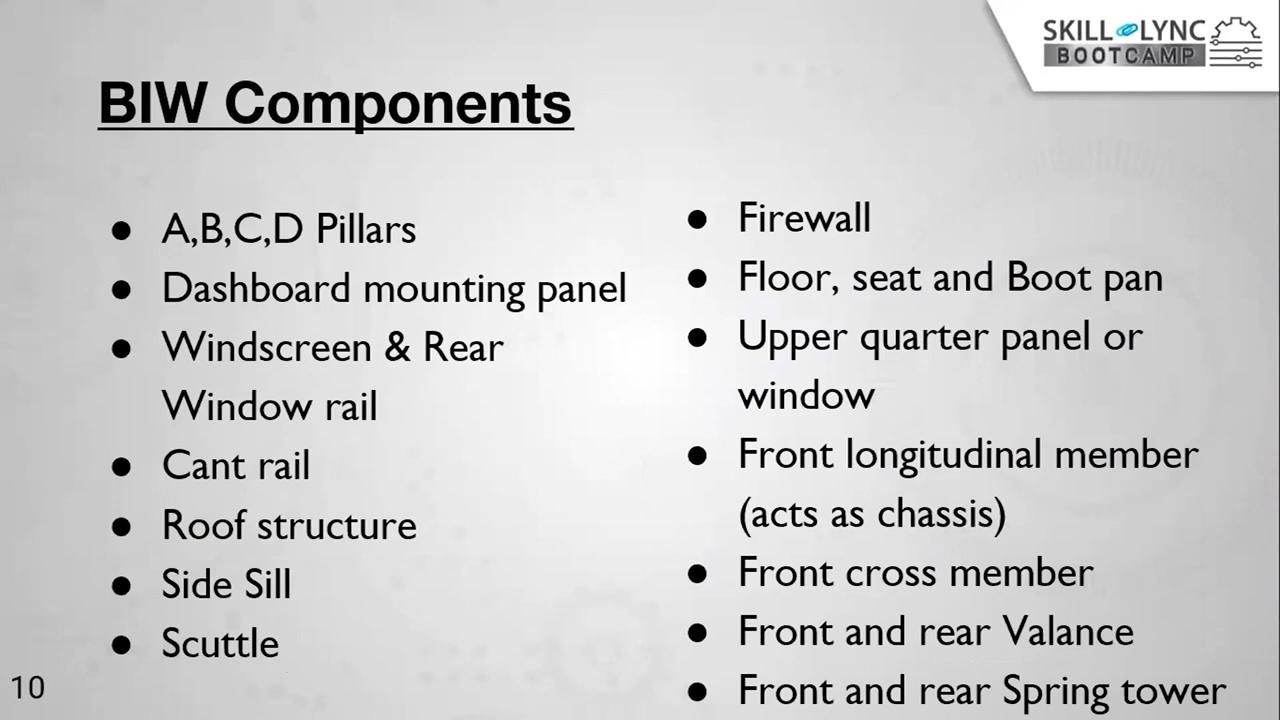 SKILL LYNC
BOOTCAMP
BIW Components
● A,B,C,D Pillars
● Dashboard mounting panel
● Windscreen & Rear
Window rail
● Cant rail
● Roof structure
● Side Sill
● Scuttle
● Firewall
● Floor, seat and Boot pan
● Upper quarter panel or
window
● Front longitudinal member
(acts as chassis)
● Front cross member
● Front and rear Valance
● Front and rear Spring tower
10